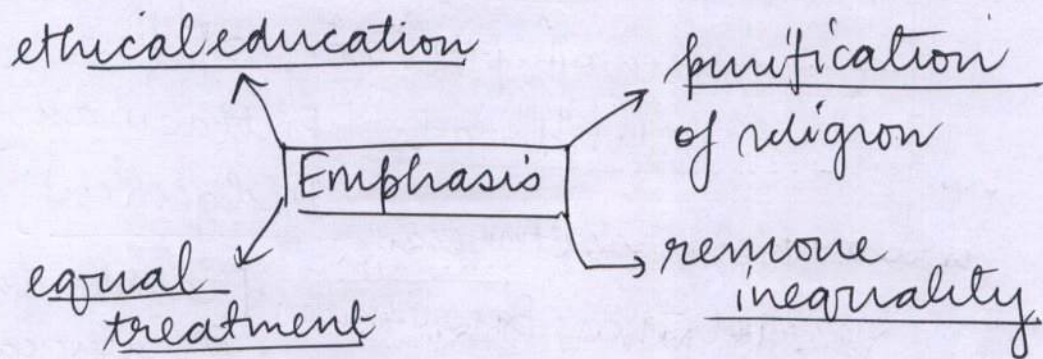 ethical education
purification
of religion
Emphasis
equal
treatment
remove
inequality